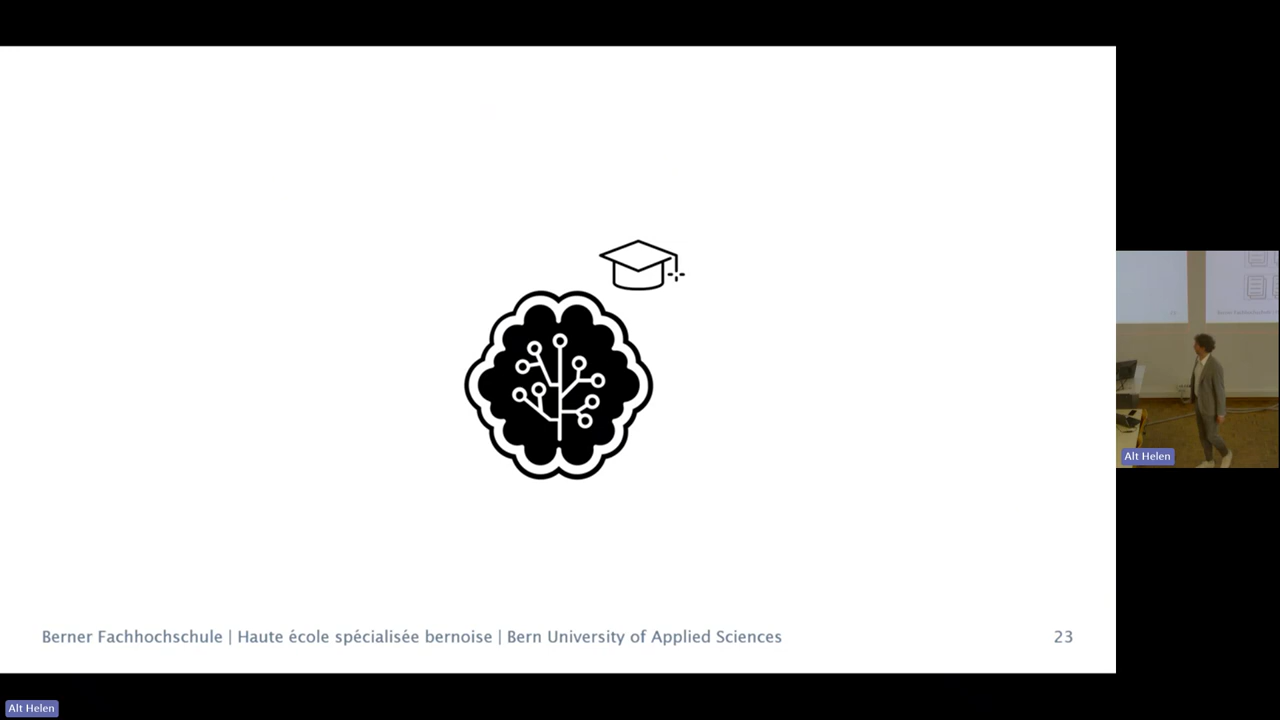 Berner Fachhochschule | Haute école spécialisée bernoise | Bern University of Applied Sciences
23
Alt Helen
Alt Helen